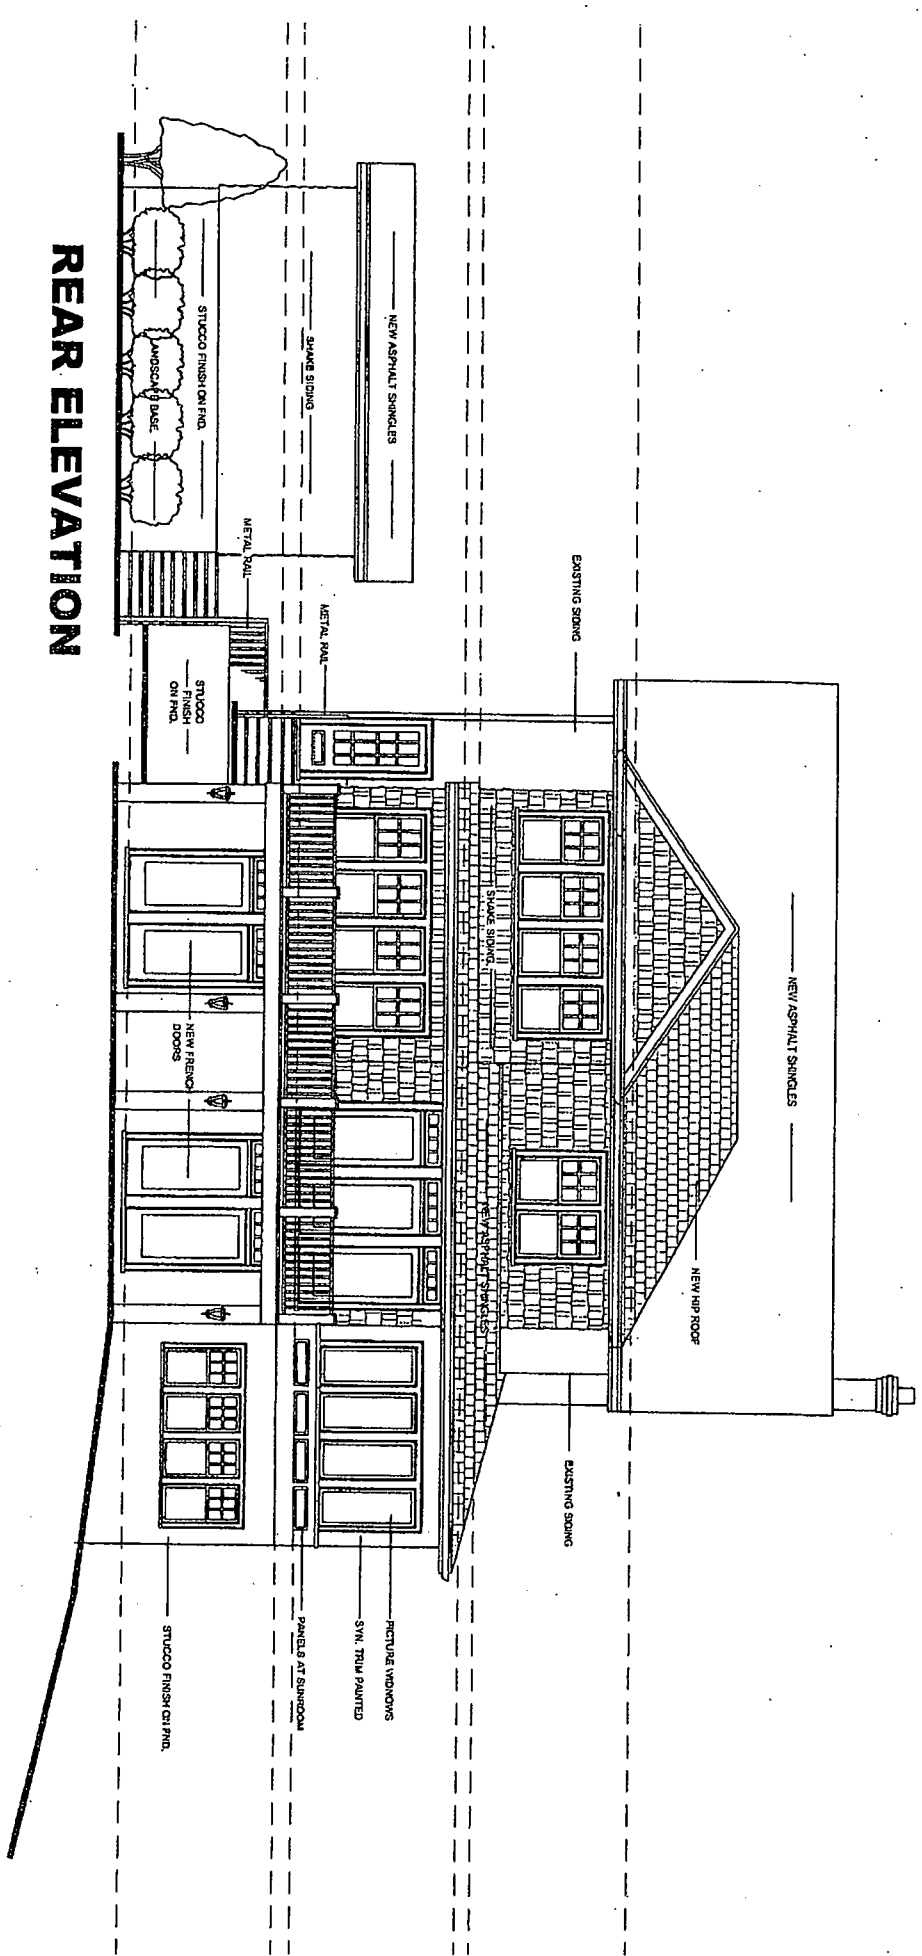 NEW ASPHALT SHINGLES
NEW HIP ROOF
EXISTING SIDING
EXISTING SIDING
NEW ASPHALT SHINGLES
SHAKE SIDING
NEW ASPHALT SHINGLES
METAL RAIL
SHAKE SIDING
PICTURE WIDNOWS
SYN. TRIM PAINTED
PANELS AT SUNROOM
METAL RAIL
STUCCO FINISH ON FND.
STUCCO
FINISH
ON FND.
NEW FRENCH
DOORS
LANDSCAPE BASE
STUCCO FINISH ON FND.
REAR ELEVATION